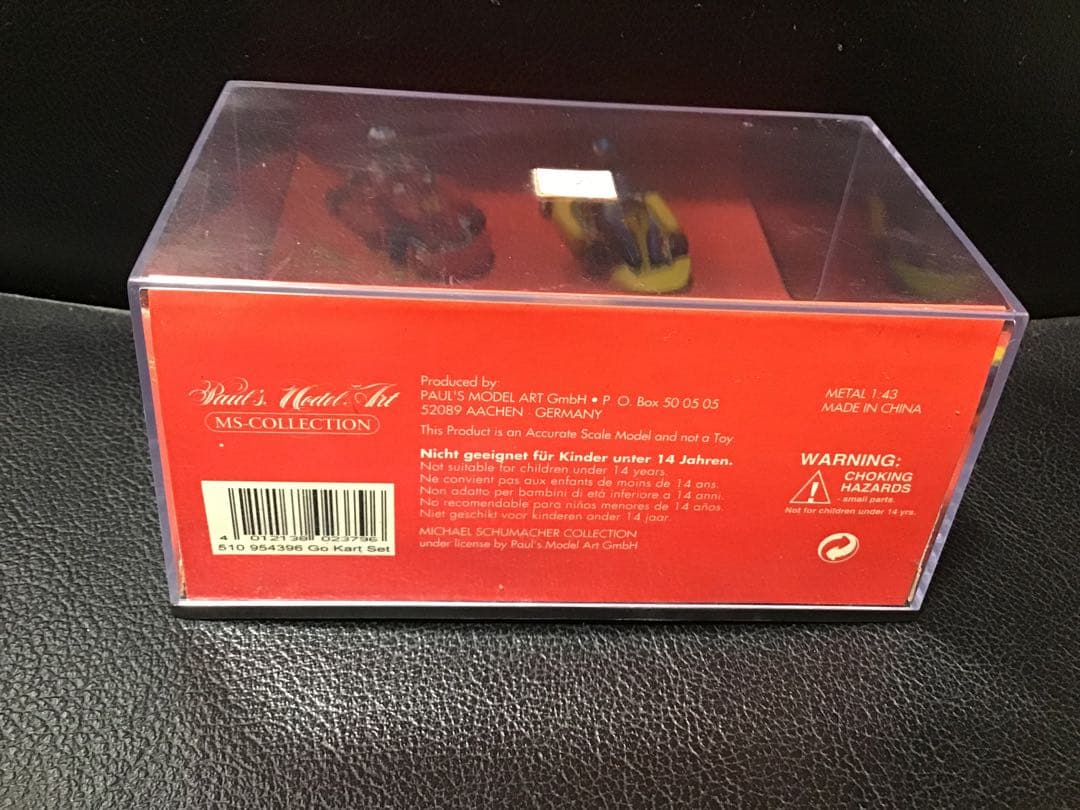 Paul's Model Art
MS-COLLECTION
4 012138 023796
510 954396 Go Kart Set
Produced by:
PAUL'S MODEL ART GmbH • P. O. Box 50 05 05
52089 AACHEN · GERMANY
This Product is an Accurate Scale Model and not a Toy
Nicht geeignet für Kinder unter 14 Jahren.
Not suitable for children under 14 years.
Ne convient pas aux enfants de moins de 14 ans.
Non adatto per bambini di età inferiore a 14 anni.
No recomendable para niños menores de 14 años.
Niet geschikt voor kinderen ander 14 jaar.
MICHAEL SCHUMACHER COLLECTION
under license by Paul's Model Art GmbH
METAL 1:43
MADE IN CHINA
WARNING:
CHOKING
HAZARDS
- small parts.
Not for children under 14 yrs.